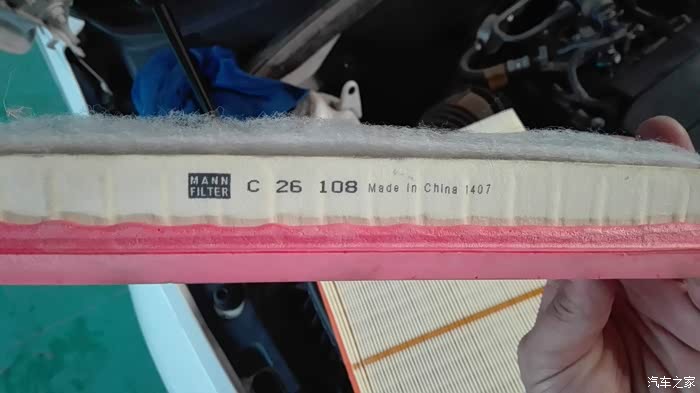 MANN
FILTER
C 26 108 Made in China 1407
汽车之家